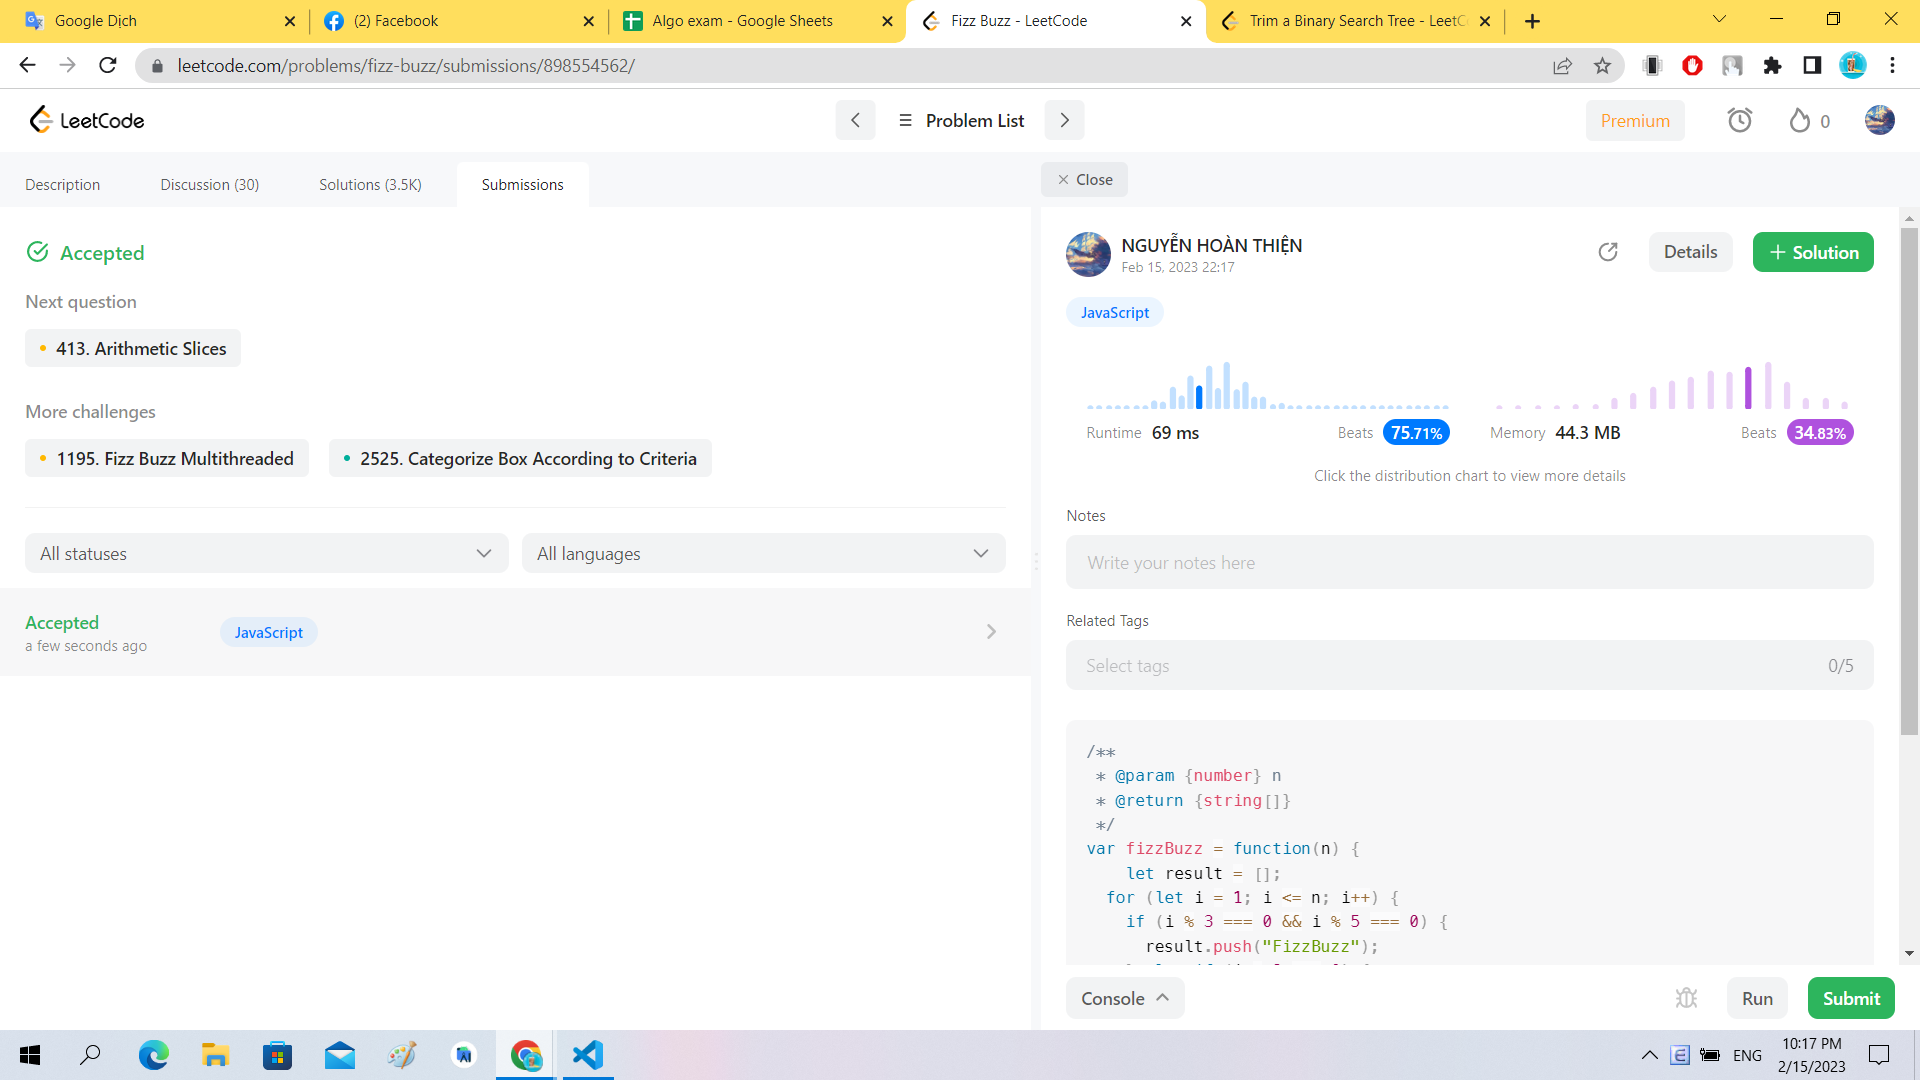 Google Dịch
(2) Facebook
Algo exam - Google Sheets
Fizz Buzz - LeetCode
Trim a Binary Search Tree - LeetC
leetcode.com/problems/fizz-buzz/submissions/898554562/
LeetCode
Problem List
Premium
0
Description
Discussion (30)
Solutions (3.5K)
Submissions
Close
Accepted
Next question
413. Arithmetic Slices
More challenges
1195. Fizz Buzz Multithreaded
2525. Categorize Box According to Criteria
All statuses
All languages
Accepted
a few seconds ago
JavaScript
NGUYỄN HOÀN THIỆN
Feb 15, 2023 22:17
Details
+ Solution
JavaScript
Runtime 69 ms
Beats 75.71%
Memory 44.3 MB
Beats 34.83%
Click the distribution chart to view more details
Notes
Write your notes here
Related Tags
Select tags
0/5
/**
* @param {number} n
* @return {string[]}
*/
var fizzBuzz = function(n) {
let result = [];
for (let i = 1; i <= n; i++) {
if (i % 3 === 0 && i % 5 === 0) {
result.push("FizzBuzz");
Console
Run
Submit
ENG
10:17 PM
2/15/2023